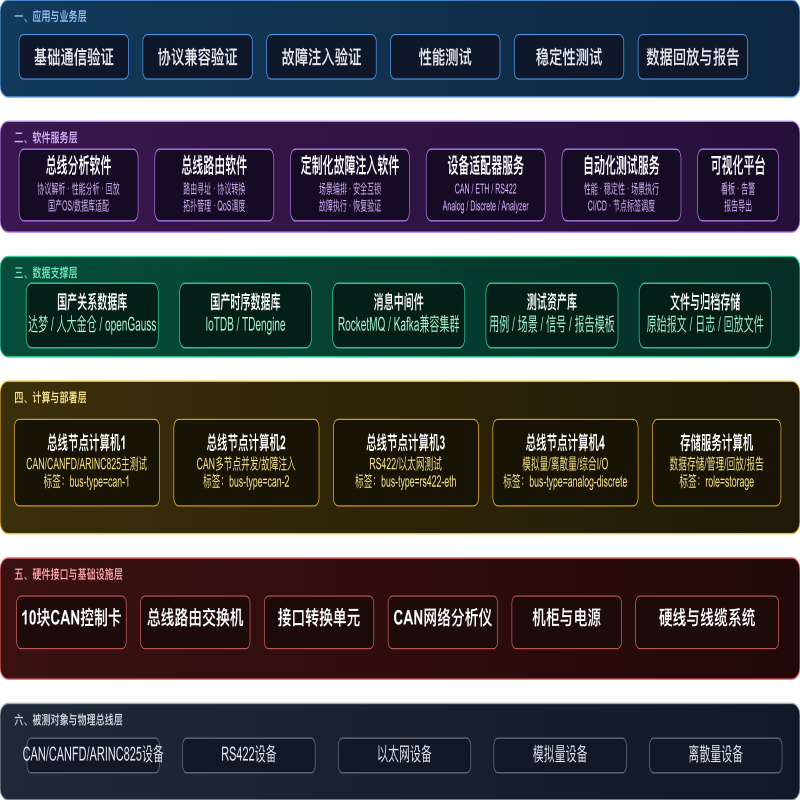 一、应用与业务层
基础通信验证
协议兼容验证
故障注入验证
性能测试
稳定性测试
数据回放与报告
二、软件服务层
总线分析软件
协议解析 · 性能分析 · 回放
国产OS/数据库适配
总线路由软件
路由寻址 · 协议转换
拓扑管理 · QoS调度
定制化故障注入软件
场景编排 · 安全互锁
故障执行 · 恢复验证
设备适配器服务
CAN / ETH / RS422
Analog / Discrete / Analyzer
自动化测试服务
性能 · 稳定性 · 场景执行
CI/CD · 节点标签调度
可视化平台
看板 · 告警
报告导出
三、数据支撑层
国产关系数据库
达梦 / 人大金仓 / openGauss
国产时序数据库
IoTDB / TDengine
消息中间件
RocketMQ / Kafka兼容集群
测试资产库
用例 / 场景 / 信号 / 报告模板
文件与归档存储
原始报文 / 日志 / 回放文件
四、计算与部署层
总线节点计算机1
CAN/CANFD/ARINC825主测试
标签：bus-type=can-1
总线节点计算机2
CAN多节点并发/故障注入
标签：bus-type=can-2
总线节点计算机3
RS422/以太网测试
标签：bus-type=rs422-eth
总线节点计算机4
模拟量/离散量/综合I/O
标签：bus-type=analog-discrete
存储服务计算机
数据存储/管理/回放/报告
标签：role=storage
五、硬件接口与基础设施层
10块CAN控制卡
总线路由交换机
接口转换单元
CAN网络分析仪
机柜与电源
硬线与线缆系统
六、被测对象与物理总线层
CAN/CANFD/ARINC825设备
RS422设备
以太网设备
模拟量设备
离散量设备